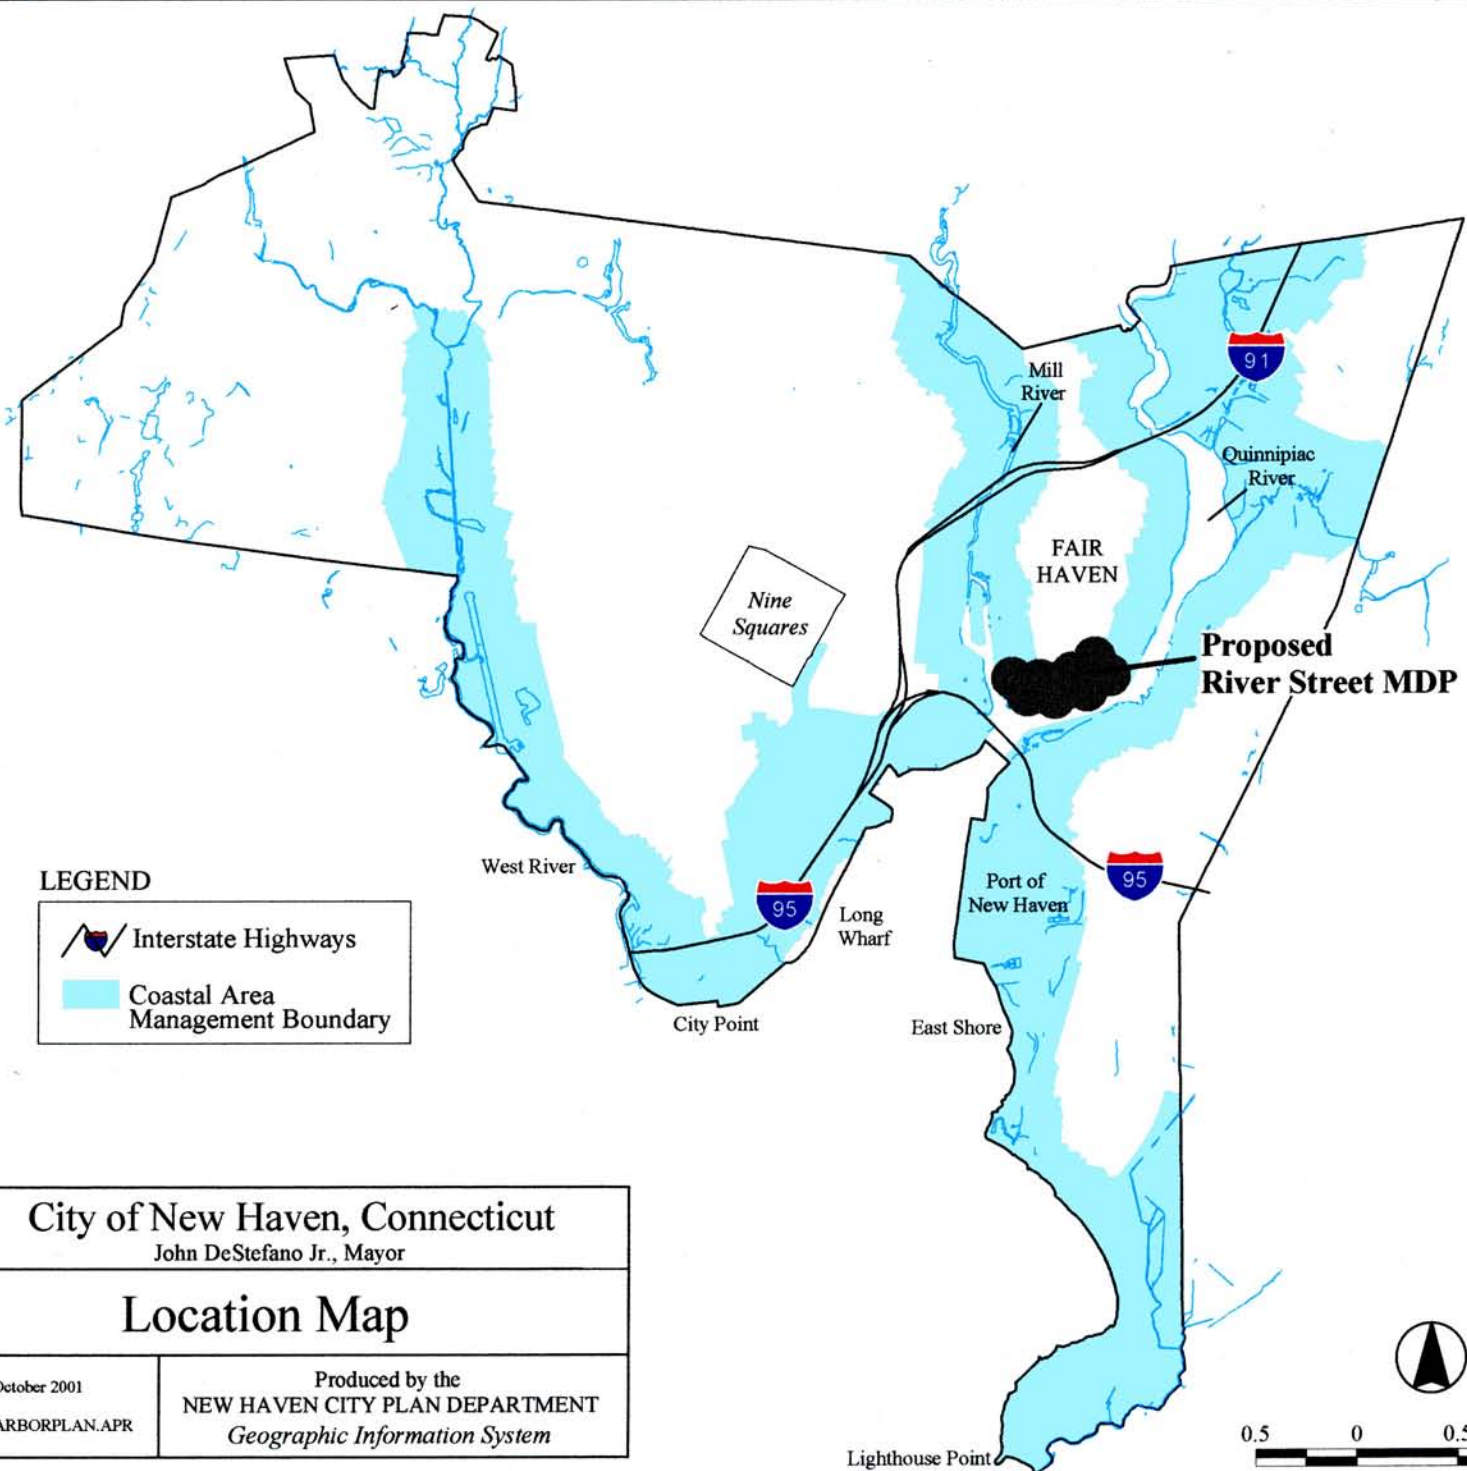 Mill
River
91
Quinnipiac
River
FAIR
HAVEN
Nine
Squares
Proposed
River Street MDP
West River
95
Long
Wharf
Port of
New Haven
95
City Point
East Shore
LEGEND
Interstate Highways
Coastal Area
Management Boundary
City of New Haven, Connecticut
John DeStefano Jr., Mayor
Location Map
October 2001
ARBORPLAN.APR
Produced by the
NEW HAVEN CITY PLAN DEPARTMENT
Geographic Information System
Lighthouse Point
0.5 0 0.5